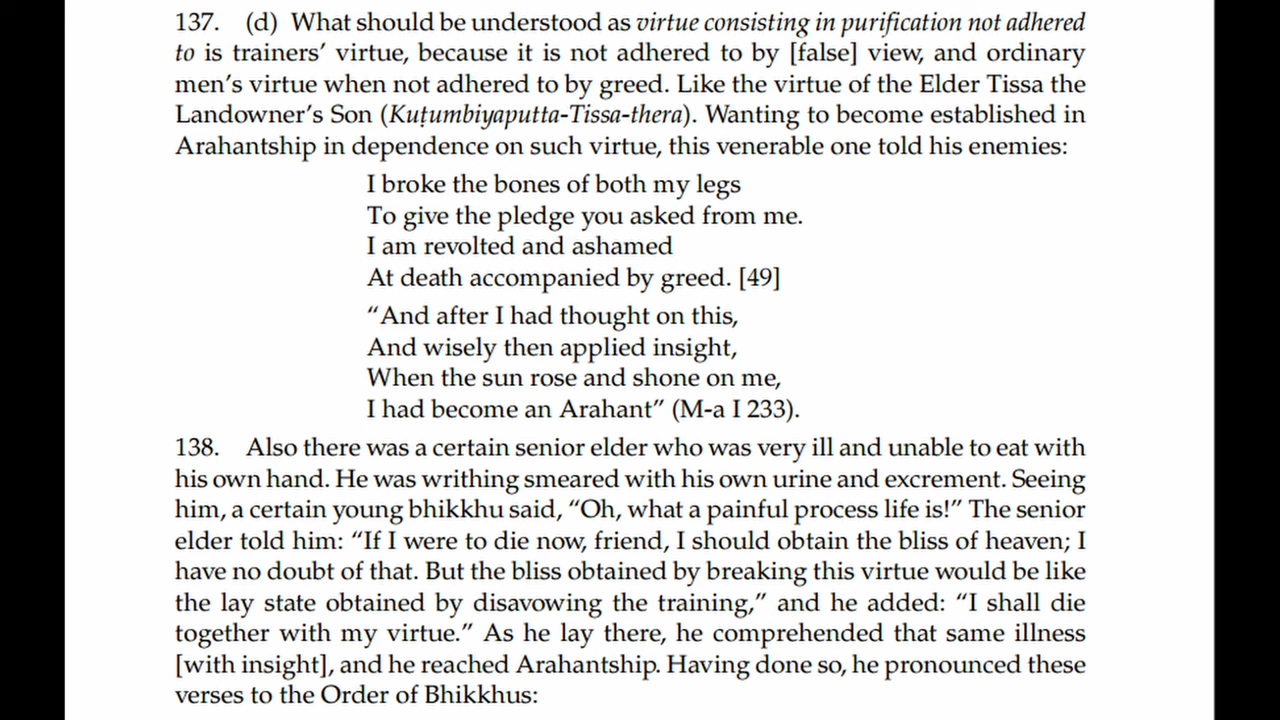 137. (d) What should be understood as virtue consisting in purification not adhered
to is trainers’ virtue, because it is not adhered to by [false] view, and ordinary
men’s virtue when not adhered to by greed. Like the virtue of the Elder Tissa the
Landowner’s Son (Kuṭumbiyaputta-Tissa-thera). Wanting to become established in
Arahantship in dependence on such virtue, this venerable one told his enemies:
I broke the bones of both my legs
To give the pledge you asked from me.
I am revolted and ashamed
At death accompanied by greed. [49]
“And after I had thought on this,
And wisely then applied insight,
When the sun rose and shone on me,
I had become an Arahant” (M-a I 233).
138. Also there was a certain senior elder who was very ill and unable to eat with
his own hand. He was writhing smeared with his own urine and excrement. Seeing
him, a certain young bhikkhu said, “Oh, what a painful process life is!” The senior
elder told him: “If I were to die now, friend, I should obtain the bliss of heaven; I
have no doubt of that. But the bliss obtained by breaking this virtue would be like
the lay state obtained by disavowing the training,” and he added: “I shall die
together with my virtue.” As he lay there, he comprehended that same illness
[with insight], and he reached Arahantship. Having done so, he pronounced these
verses to the Order of Bhikkhus: